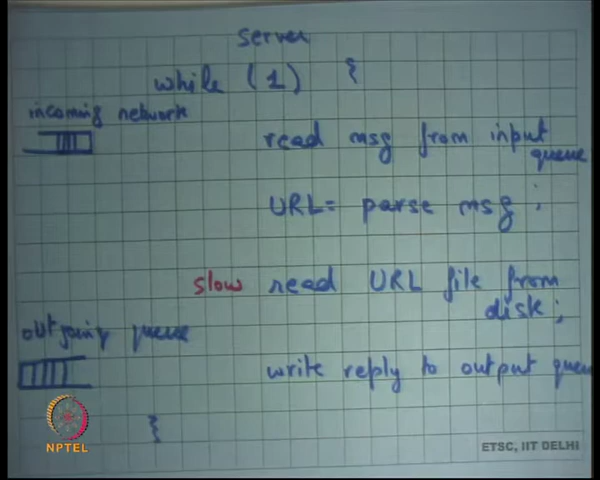 server
while (1) {
incoming network
read msg from input
queue
URL= parse msg ;
slow read URL file from
disk;
outgoing queue
write reply to output queue
}
NPTEL
ETSC, IIT DELHI